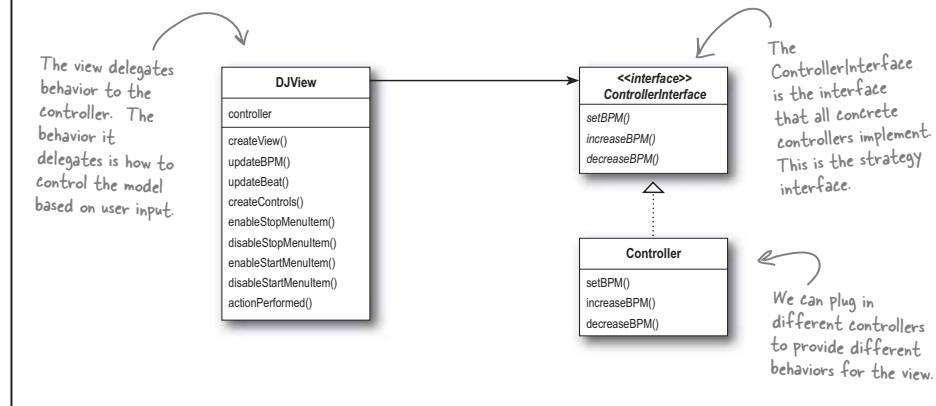 The view delegates
behavior to the
controller. The
behavior it
delegates is how to
control the model
based on user input.
DJView
controller
createView()
updateBPM()
updateBeat()
createControls()
enableStopMenuItem()
disableStopMenuItem()
enableStartMenuItem()
disableStartMenuItem()
actionPerformed()
<<interface>>
ControllerInterface
setBPM()
increaseBPM()
decreaseBPM()
The
ControllerInterface
is the interface
that all concrete
controllers implement.
This is the strategy
interface.
Controller
setBPM()
increaseBPM()
decreaseBPM()
We can plug in
different controllers
to provide different
behaviors for the view.